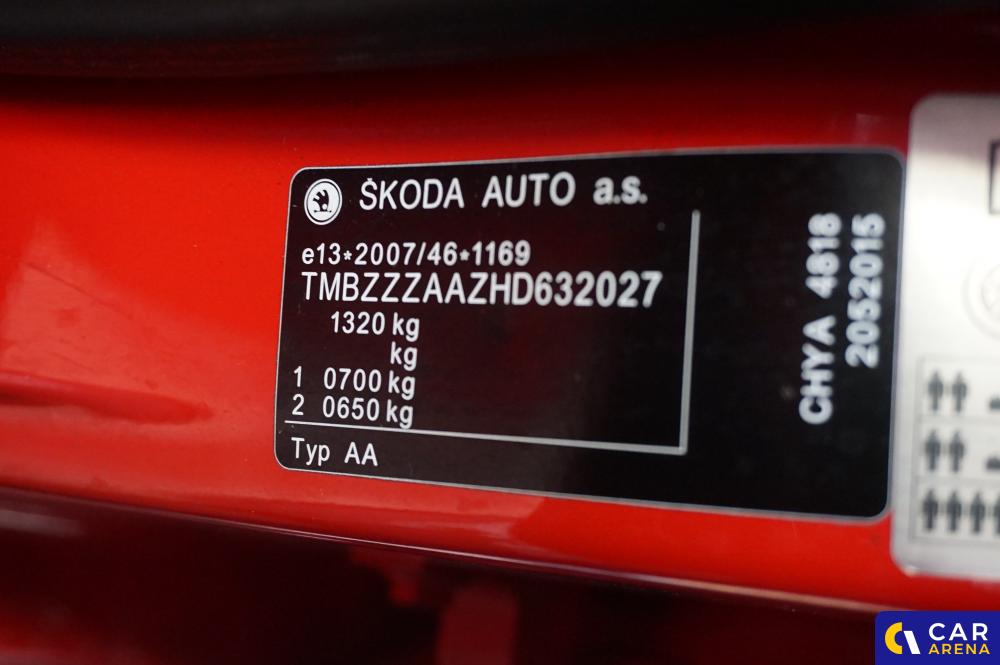 ŠKODA AUTO a.s.
e13*2007/46*1169
TMBZZZAAZHD632027
1320 kg
kg
1 0700 kg
2 0650 kg
Typ AA
CHYA 4818
2052015
CAR
ARENA